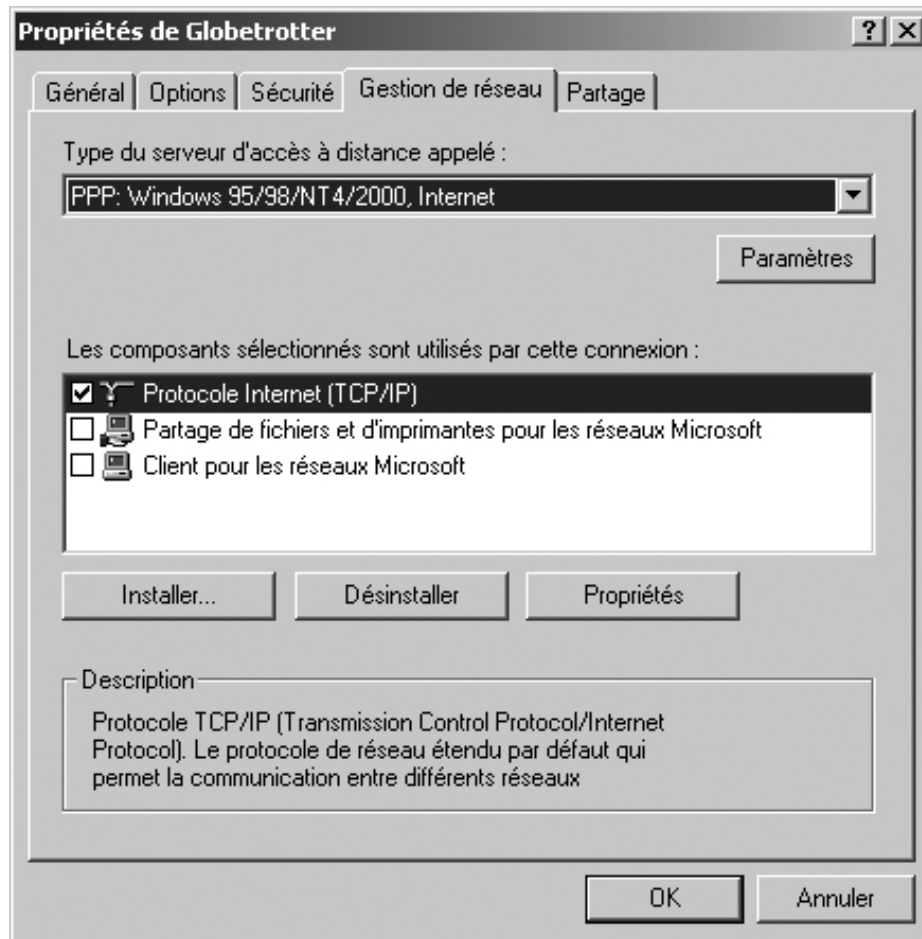 Propriétés de Globetrotter
Général Options Sécurité Gestion de réseau Partage
Type du serveur d'accès à distance appelé :
PPP: Windows 95/98/NT4/2000, Internet
Paramètres
Les composants sélectionnés sont utilisés par cette connexion :
Protocole Internet (TCP/IP)
Partage de fichiers et d'imprimantes pour les réseaux Microsoft
Client pour les réseaux Microsoft
Installer... Désinstaller Propriétés
Description
Protocole TCP/IP (Transmission Control Protocol/Internet
Protocol). Le protocole de réseau étendu par défaut qui
permet la communication entre différents réseaux
OK Annuler